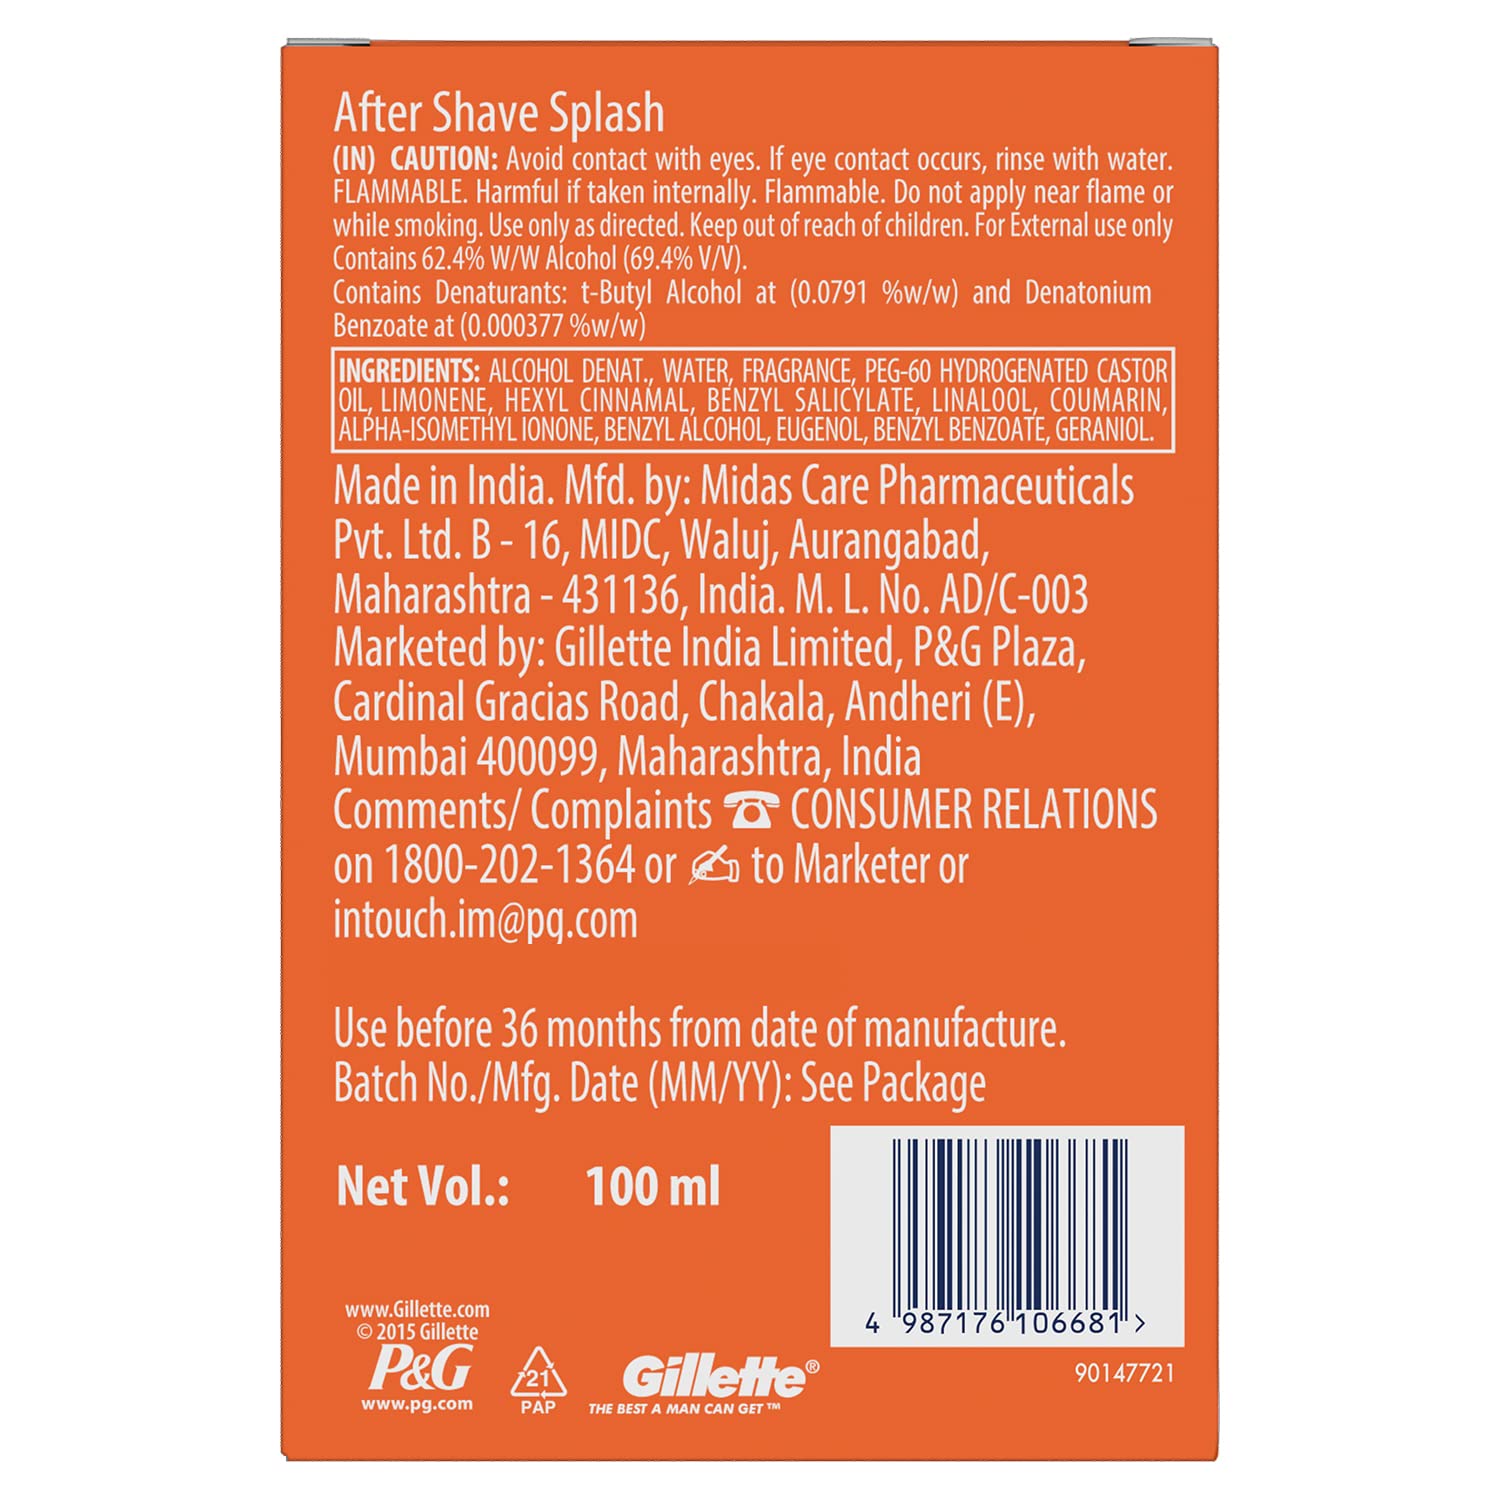 After Shave Splash
(IN) CAUTION: Avoid contact with eyes. If eye contact occurs, rinse with water.
FLAMMABLE. Harmful if taken internally. Flammable. Do not apply near flame or
while smoking. Use only as directed. Keep out of reach of children. For External use only
Contains 62.4% W/W Alcohol (69.4% V/V).
Contains Denaturants: t-Butyl Alcohol at (0.0791 %w/w) and Denatonium
Benzoate at (0.000377 %w/w)
INGREDIENTS: ALCOHOL DENAT., WATER, FRAGRANCE, PEG-60 HYDROGENATED CASTOR
OIL, LIMONENE, HEXYL CINNAMAL, BENZYL SALICYLATE, LINALOOL, COUMARIN,
ALPHA-ISOMETHYL IONONE, BENZYL ALCOHOL, EUGENOL, BENZYL BENZOATE, GERANIOL.
Made in India. Mfd. by: Midas Care Pharmaceuticals
Pvt. Ltd. B - 16, MIDC, Waluj, Aurangabad,
Maharashtra - 431136, India. M. L. No. AD/C-003
Marketed by: Gillette India Limited, P&G Plaza,
Cardinal Gracias Road, Chakala, Andheri (E),
Mumbai 400099, Maharashtra, India
Comments/ Complaints ☎ CONSUMER RELATIONS
on 1800-202-1364 or ✍ to Marketer or
intouch.im@pg.com
Use before 36 months from date of manufacture.
Batch No./Mfg. Date (MM/YY): See Package
Net Vol.: 100 ml
4 987176 106681 >
90147721
www.Gillette.com
© 2015 Gillette
P&G
www.pg.com
21
PAP
Gillette®
THE BEST A MAN CAN GET™